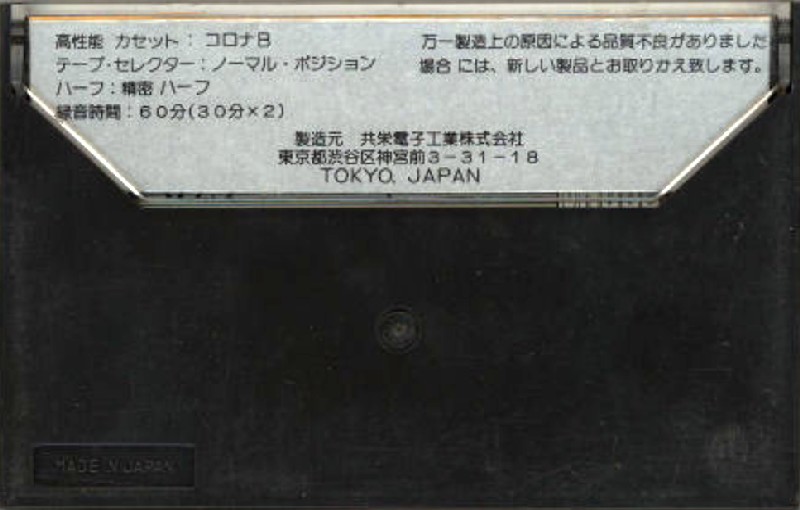 高性能 カセット： コロナB
テープ・セレクター：ノーマル・ポジション
ハーフ：精密 ハーフ
録音時間：60分(30分×2)
万一製造上の原因による品質不良がありました
場合 には、新しい製品とお取りかえ致します。
製造元 共栄電子工業株式会社
東京都渋谷区神宮前3-31-18
TOKYO, JAPAN
MADE IN JAPAN